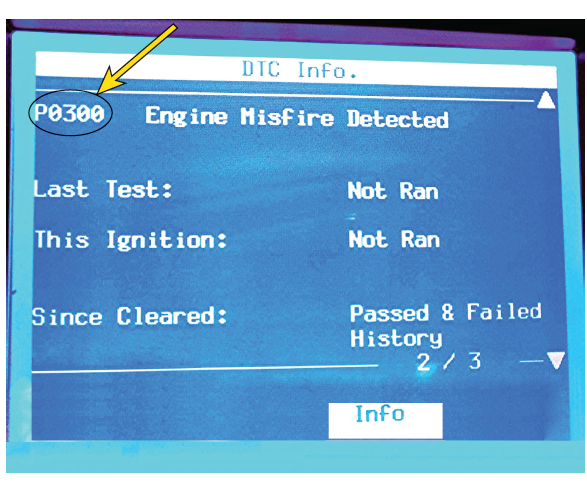 DTC Info.
P0300 Engine Misfire Detected
Last Test: Not Ran
This Ignition: Not Ran
Since Cleared: Passed & Failed
History
2 / 3
Info